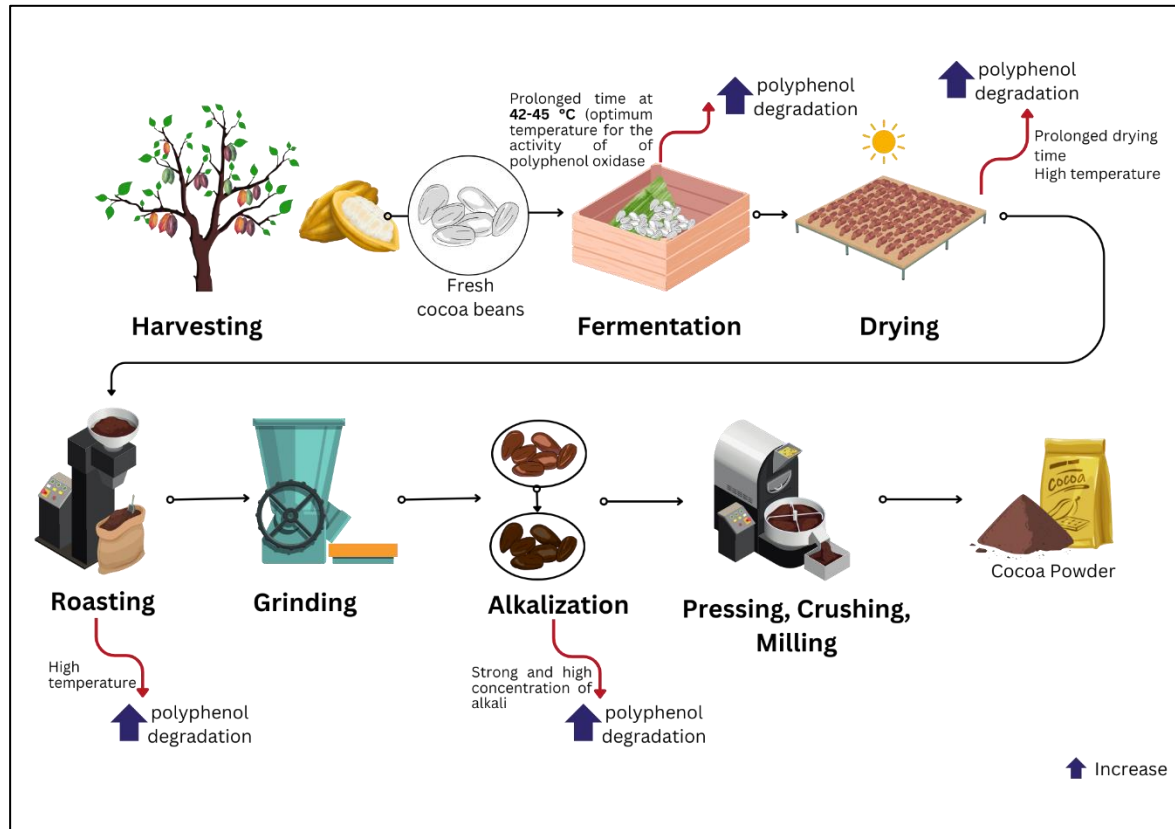 Prolonged time at
42-45 °C (optimum
temperature for the
activity of of
polyphenol oxidase
polyphenol
degradation
polyphenol
degradation
Prolonged drying
time
High temperature
Fresh
cocoa beans
Harvesting
Fermentation
Drying
Cocoa
Cocoa Powder
Roasting
Grinding
Alkalization
Pressing, Crushing,
Milling
High
temperature
polyphenol
degradation
Strong and high
concentration of
alkali
polyphenol
degradation
Increase